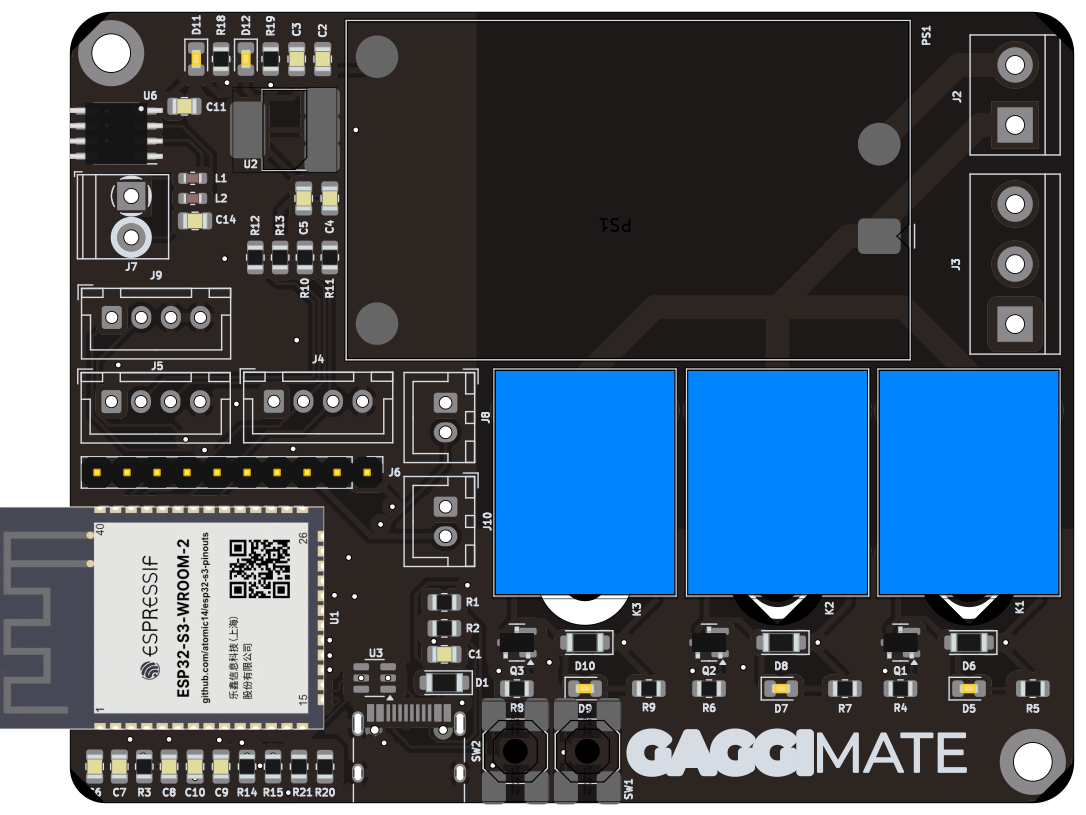 D11
R18
D12
R19
C3
C2
PS1
J2
U6
C11
U2
L1
L2
C14
R12
R13
C5
C4
PS1
J3
J7
J9
R10
R11
J5
J4
J8
J6
J10
40
26
ESPRESSIF
ESP32-S3-WROOM-2
github.com/atomic14/esp32-s3-pinouts
乐鑫信息科技(上海)
股份有限公司
1
15
U1
R1
R2
C1
D1
U3
K3
K2
K1
Q3
D10
Q2
D8
Q1
D6
R8
D9
R9
R6
D7
R7
R4
D5
R5
SW2
SW1
GAGGIMATE
C7
R3
C8
C10
C9
R14
R15
R21
R20